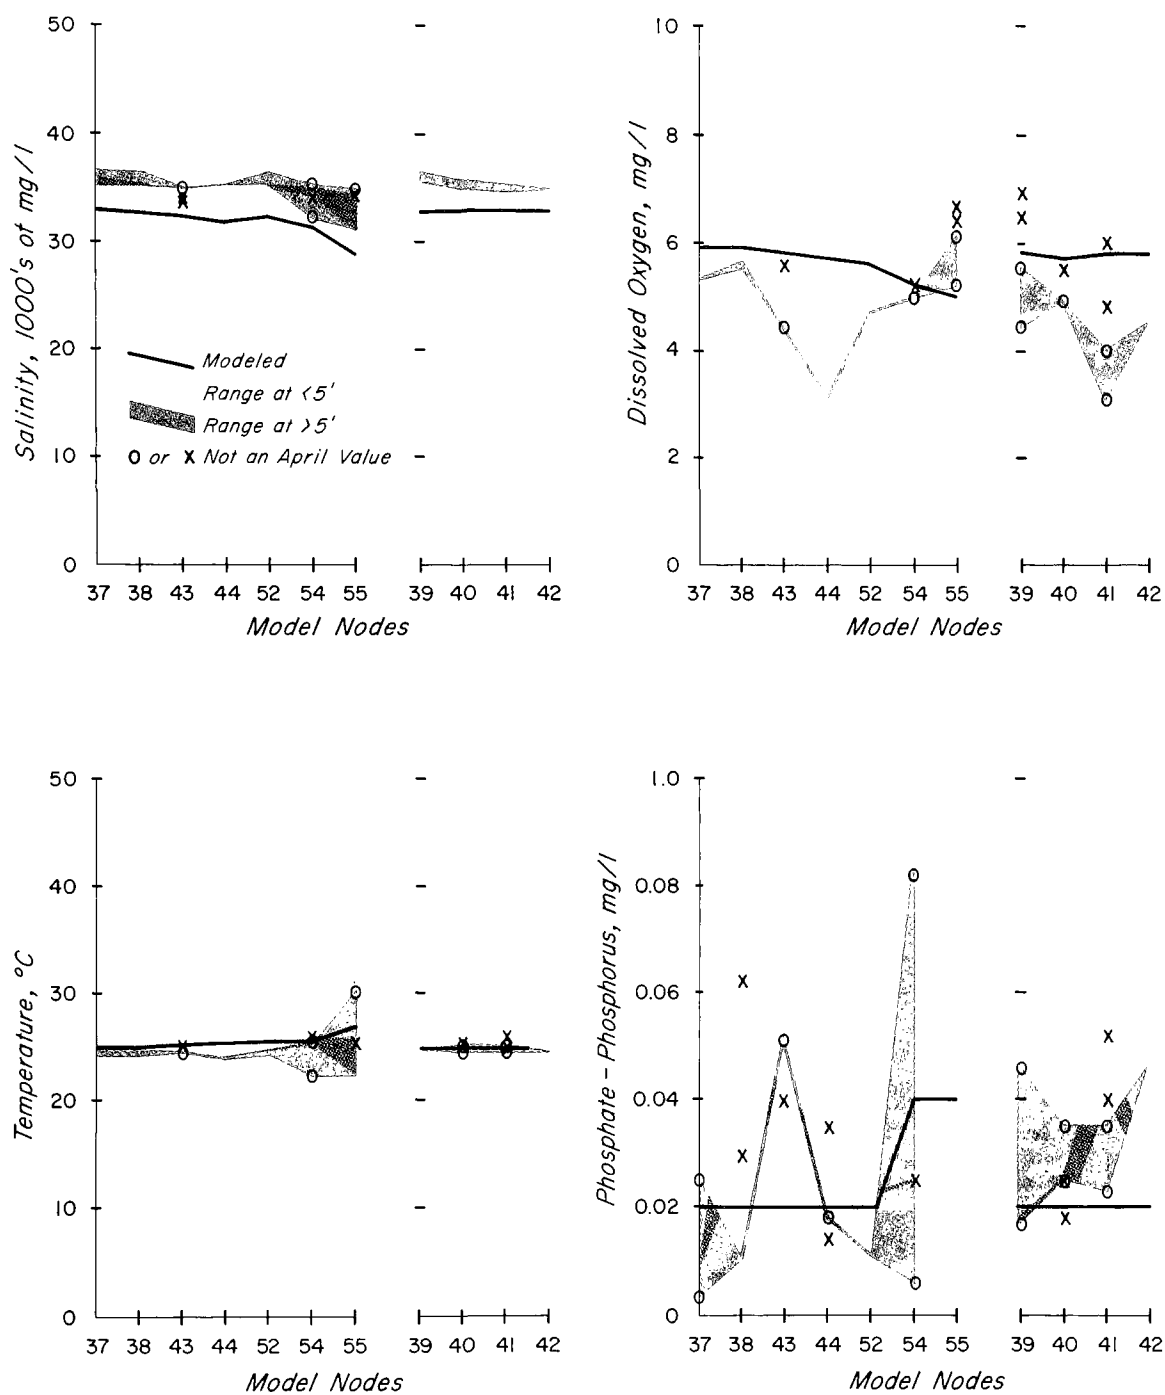 50
40
30
20
10
0
Salinity, 1000's of mg/l
Modeled
Range at <5'
Range at >5'
O or X Not an April Value
37 38 43 44 52 54 55 39 40 41 42
Model Nodes
10
8
6
4
2
0
Dissolved Oxygen, mg/l
37 38 43 44 52 54 55 39 40 41 42
Model Nodes
50
40
30
20
10
0
Temperature, °C
37 38 43 44 52 54 55 39 40 41 42
Model Nodes
1.0
0.08
0.06
0.04
0.02
0
Phosphate - Phosphorus, mg/l
37 38 43 44 52 54 55 39 40 41 42
Model Nodes